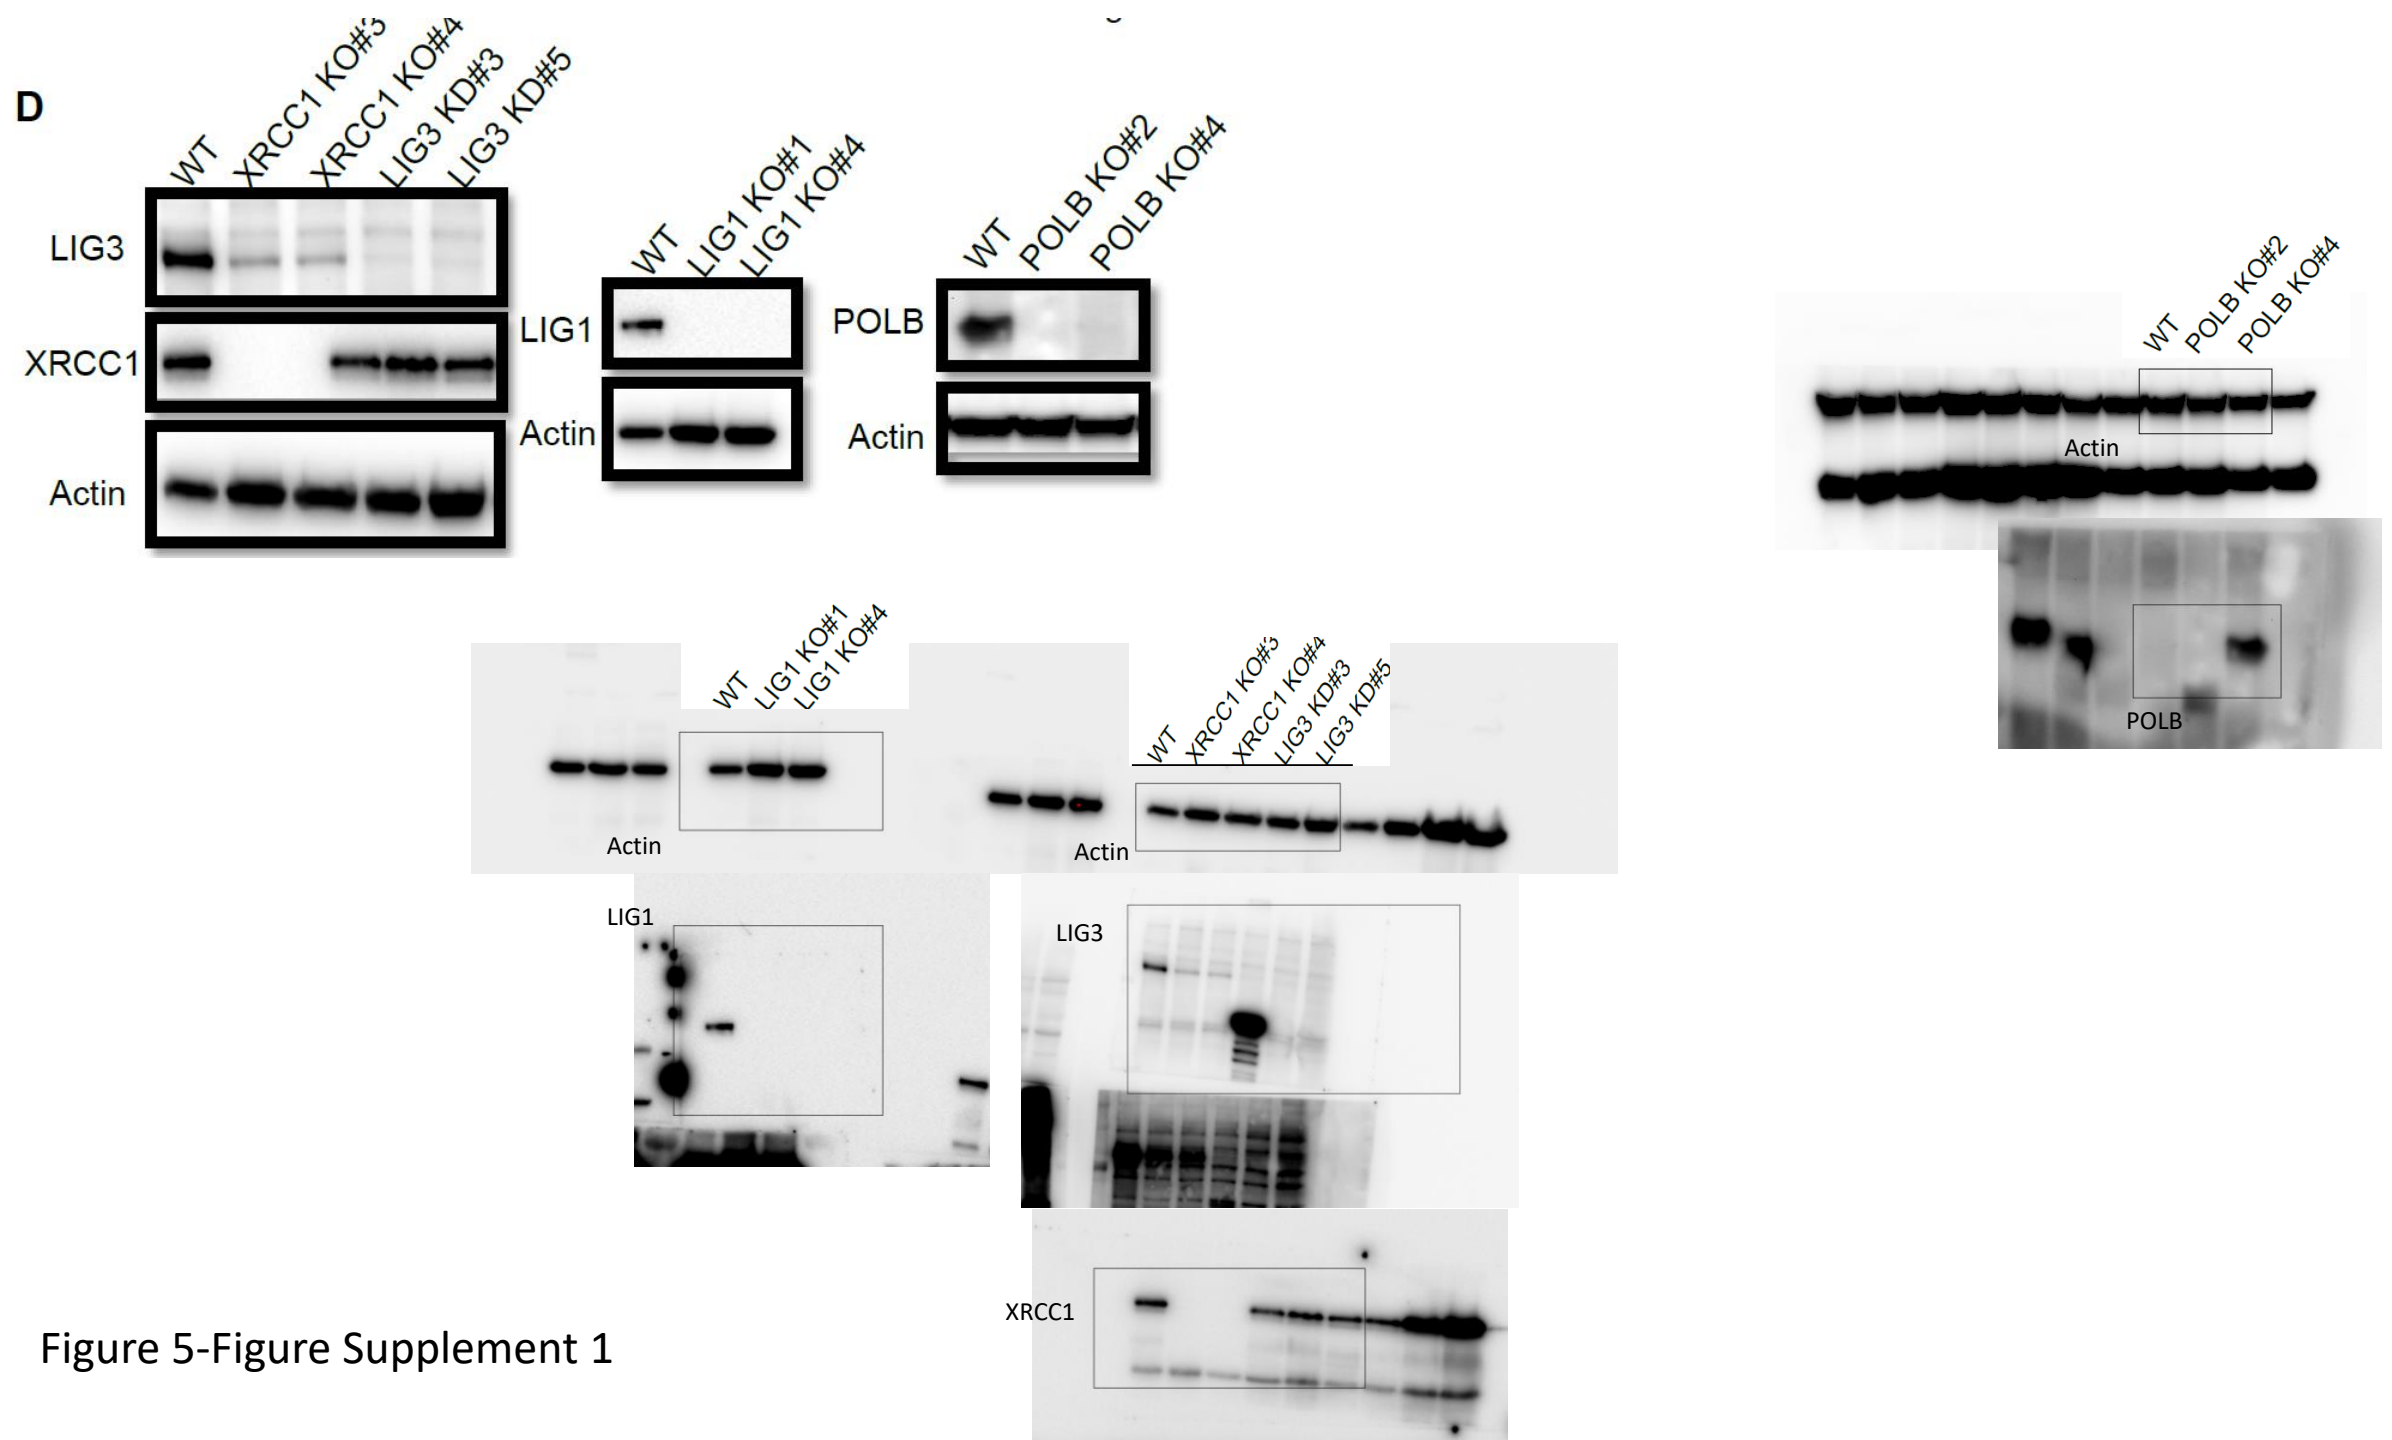 D
WT
XRCC1 KO#3
XRCC1 KO#4
LIG3 KD#3
LIG3 KD#5
LIG3
XRCC1
Actin
WT
LIG1 KO#1
LIG1 KO#4
LIG1
Actin
WT
POLB KO#2
POLB KO#4
POLB
Actin
WT
POLB KO#2
POLB KO#4
Actin
POLB
WT
LIG1 KO#1
LIG1 KO#4
Actin
LIG1
WT
XRCC1 KO#3
XRCC1 KO#4
LIG3 KD#3
LIG3 KD#5
Actin
LIG3
XRCC1
Figure 5-Figure Supplement 1